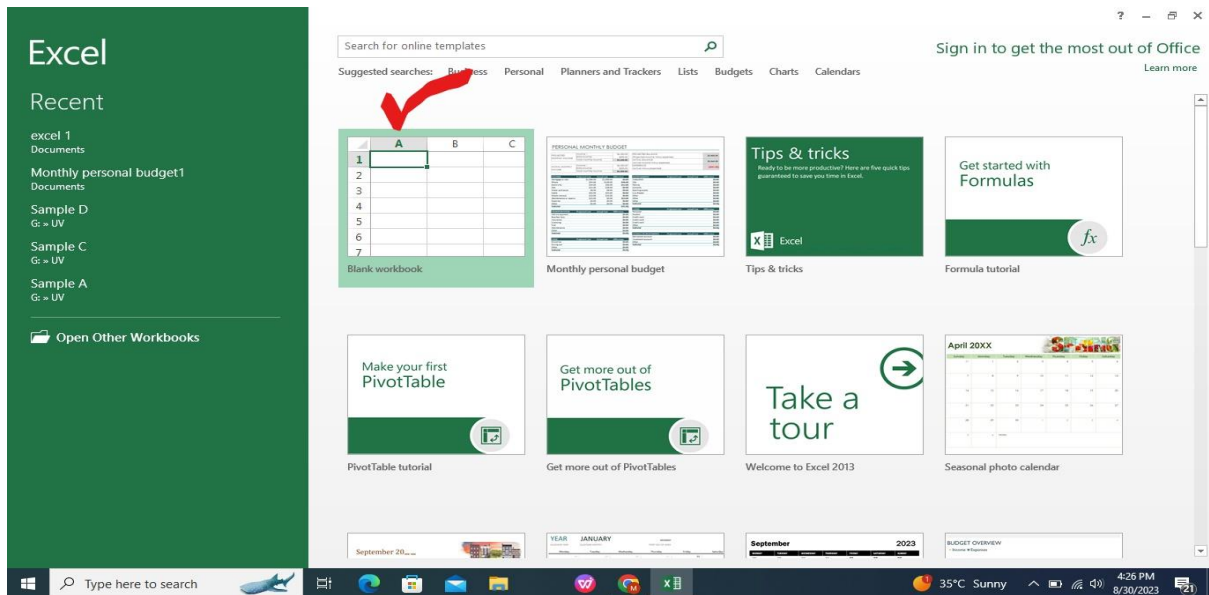 Excel
Recent
excel 1
Documents
Monthly personal budget1
Documents
Sample D
G: » UV
Sample C
G: » UV
Sample A
G: » UV
Open Other Workbooks
? 
Search for online templates
Sign in to get the most out of Office
Learn more
Suggested searches: Business Personal Planners and Trackers Lists Budgets Charts Calendars
A B C
1
2
3
4
5
6
7
Blank workbook
PERSONAL MONTHLY BUDGET
Monthly personal budget
Tips & tricks
Ready to be more productive? Here are five quick tips
guaranteed to save you time in Excel.
X Excel
Tips & tricks
Get started with
Formulas
fx
Formula tutorial
Make your first
PivotTable
PivotTable tutorial
Get more out of
PivotTables
Get more out of PivotTables
Take a
tour
Welcome to Excel 2013
April 20XX
Seasonal photo calendar
September 20
YEAR JANUARY
September 2023
BUDGET OVERVIEW
Type here to search
35°C Sunny
4:26 PM
8/30/2023
21